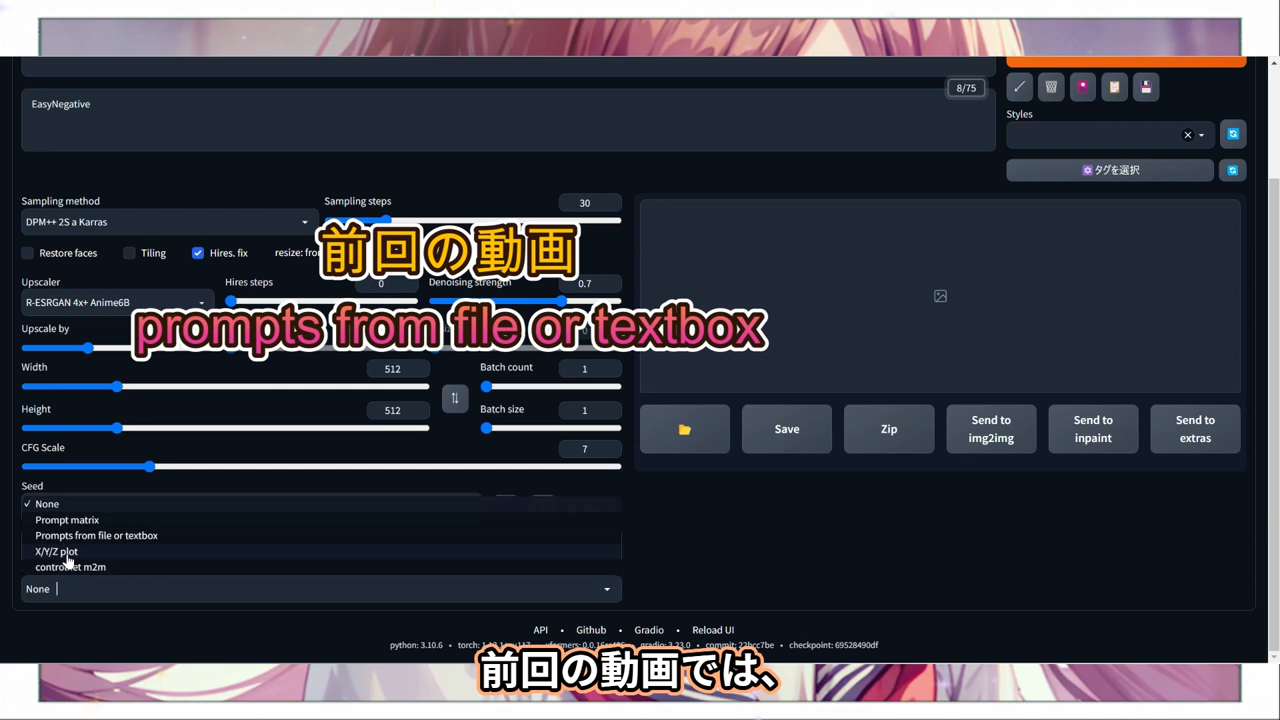 8/75
EasyNegative
Styles
タグを選択
Sampling method
Sampling steps
30
DPM++ 2S a Karras
Restore faces
Tiling
Hires. fix
resize:
前回の動画
Upscaler
Hires steps
0
Denoising strength
0.7
R-ESRGAN 4x+ Anime6B
prompts from file or textbox
Upscale by
Width
512
Batch count
1
Height
512
Batch size
1
CFG Scale
7
Save
Zip
Send to img2img
Send to inpaint
Send to extras
Seed
None
Prompt matrix
Prompts from file or textbox
X/Y/Z plot
controlnet m2m
None
API • Github • Gradio • Reload UI
python: 3.10.6 • torch: • checkpoint: 69528490df
前回の動画では、